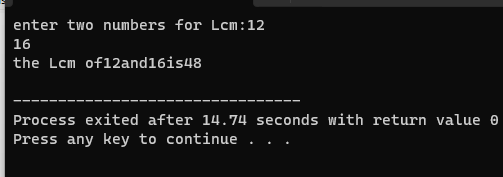 enter two numbers for Lcm:12
16
the Lcm of12and16is48
--------------------------------
Process exited after 14.74 seconds with return value 0
Press any key to continue . . .